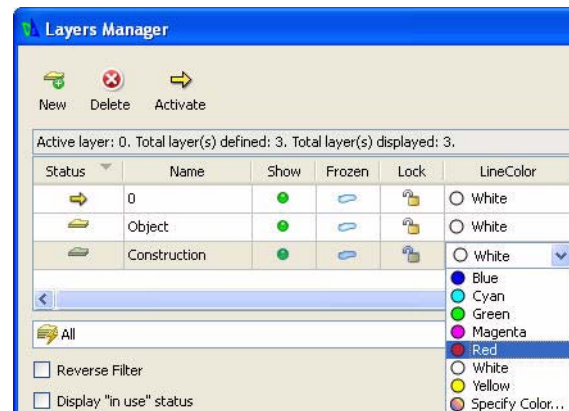 Layers Manager
New Delete Activate
Active layer: 0. Total layer(s) defined: 3. Total layer(s) displayed: 3.
Status Name Show Frozen Lock LineColor
0 White
Object White
Construction White
Blue
Cyan
Green
Magenta
Red
White
Yellow
Specify Color...
All
Reverse Filter
Display "in use" status